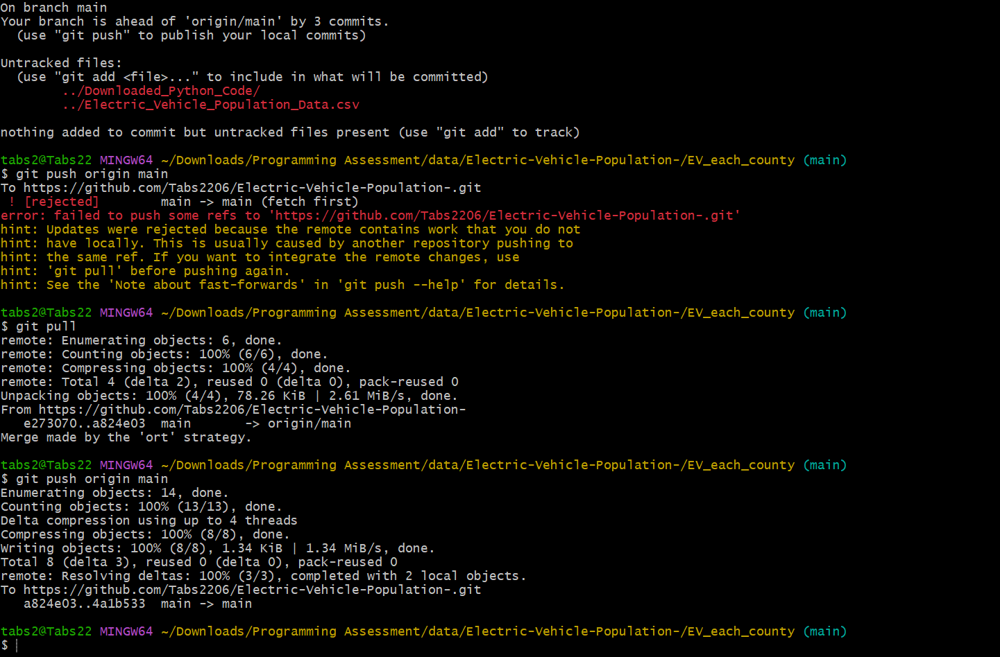 On branch main
Your branch is ahead of 'origin/main' by 3 commits.
  (use "git push" to publish your local commits)

Untracked files:
  (use "git add <file>..." to include in what will be committed)
        ../Downloaded_Python_Code/
        ../Electric_Vehicle_Population_Data.csv

nothing added to commit but untracked files present (use "git add" to track)

tabs2@Tabs22 MINGW64 ~/Downloads/Programming Assessment/data/Electric-Vehicle-Population-/EV_each_county (main)
$ git push origin main
To https://github.com/Tabs2206/Electric-Vehicle-Population-.git
 ! [rejected]        main -> main (fetch first)
error: failed to push some refs to 'https://github.com/Tabs2206/Electric-Vehicle-Population-.git'
hint: Updates were rejected because the remote contains work that you do not
hint: have locally. This is usually caused by another repository pushing to
hint: the same ref. If you want to integrate the remote changes, use
hint: 'git pull' before pushing again.
hint: See the 'Note about fast-forwards' in 'git push --help' for details.

tabs2@Tabs22 MINGW64 ~/Downloads/Programming Assessment/data/Electric-Vehicle-Population-/EV_each_county (main)
$ git pull
remote: Enumerating objects: 6, done.
remote: Counting objects: 100% (6/6), done.
remote: Compressing objects: 100% (4/4), done.
remote: Total 4 (delta 2), reused 0 (delta 0), pack-reused 0
Unpacking objects: 100% (4/4), 78.26 KiB | 2.61 MiB/s, done.
From https://github.com/Tabs2206/Electric-Vehicle-Population-
   e273070..a824e03  main       -> origin/main
Merge made by the 'ort' strategy.

tabs2@Tabs22 MINGW64 ~/Downloads/Programming Assessment/data/Electric-Vehicle-Population-/EV_each_county (main)
$ git push origin main
Enumerating objects: 14, done.
Counting objects: 100% (13/13), done.
Delta compression using up to 4 threads
Compressing objects: 100% (8/8), done.
Writing objects: 100% (8/8), 1.34 KiB | 1.34 MiB/s, done.
Total 8 (delta 3), reused 0 (delta 0), pack-reused 0
remote: Resolving deltas: 100% (3/3), completed with 2 local objects.
To https://github.com/Tabs2206/Electric-Vehicle-Population-.git
   a824e03..4a1b533  main -> main

tabs2@Tabs22 MINGW64 ~/Downloads/Programming Assessment/data/Electric-Vehicle-Population-/EV_each_county (main)
$